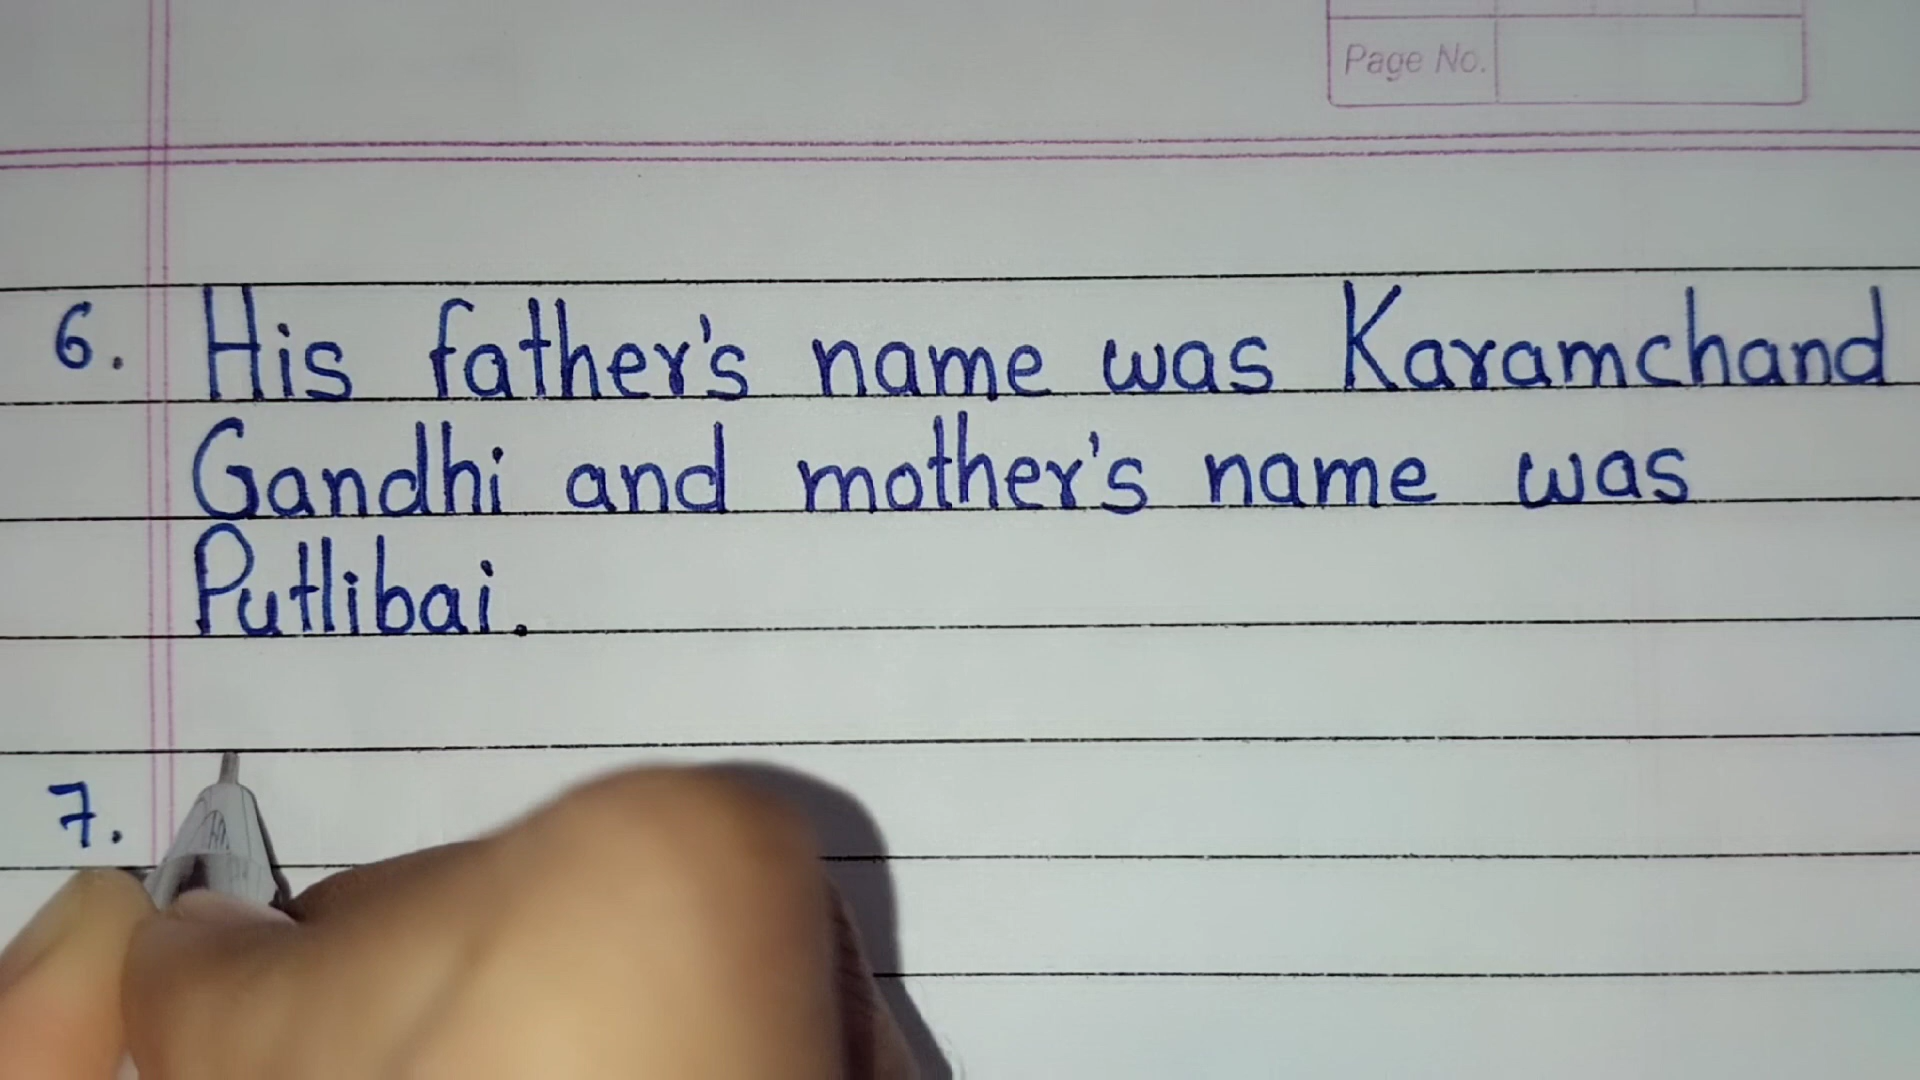 Page No.
6. His father's name was Karamchand
Gandhi and mother's name was
Putlibai.
7.